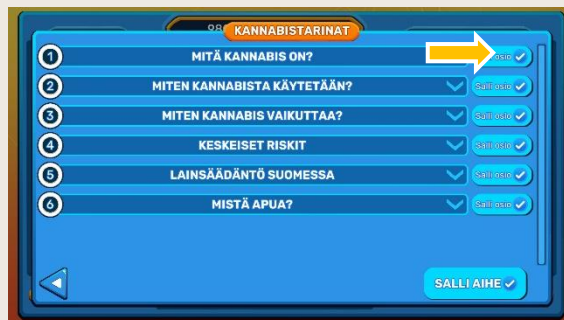 KANNABISTARINAT
1 MITÄ KANNABIS ON? osio
2 MITEN KANNABISTA KÄYTETÄÄN? Salli osio
3 MITEN KANNABIS VAIKUTTAA? Salli osio
4 KESKEISET RISKIT Salli osio
5 LAINSÄÄDÄNTÖ SUOMESSA Salli osio
6 MISTÄ APUA? Salli osio
SALLI AIHE